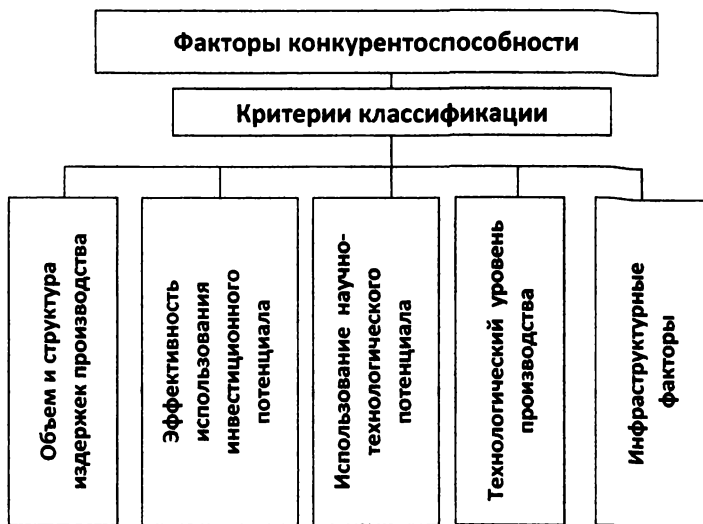 Факторы конкурентоспособности
Критерии классификации
Объем и структура
издержек производства
Эффективность
использования
инвестиционного
потенциала
Использование научно-
технологического
потенциала
Технологический уровень
производства
Инфраструктурные
факторы